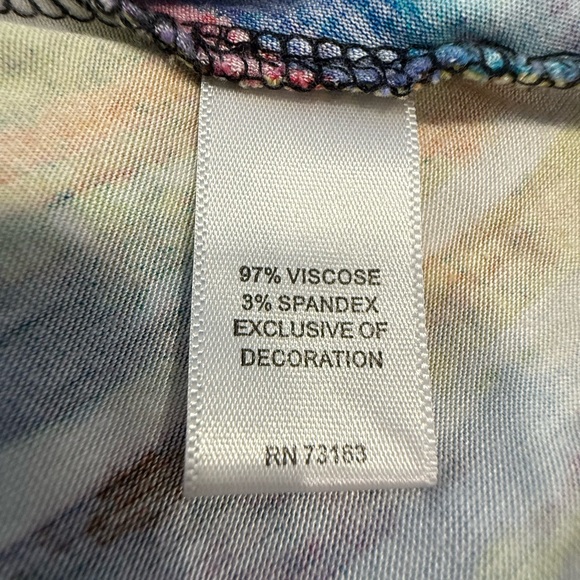 97% VISCOSE
3% SPANDEX
EXCLUSIVE OF
DECORATION
RN 73163